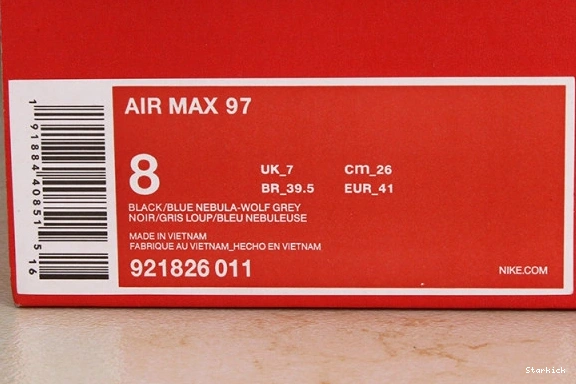 AIR MAX 97
8
UK_7 cm_26
BR_39.5 EUR_41
BLACK/BLUE NEBULA-WOLF GREY
NOIR/GRIS LOUP/BLEU NEBULEUSE
MADE IN VIETNAM
FABRIQUE AU VIETNAM_HECHO EN VIETNAM
921826 011
NIKE.COM
1 91884 40851 5 16
Starkick